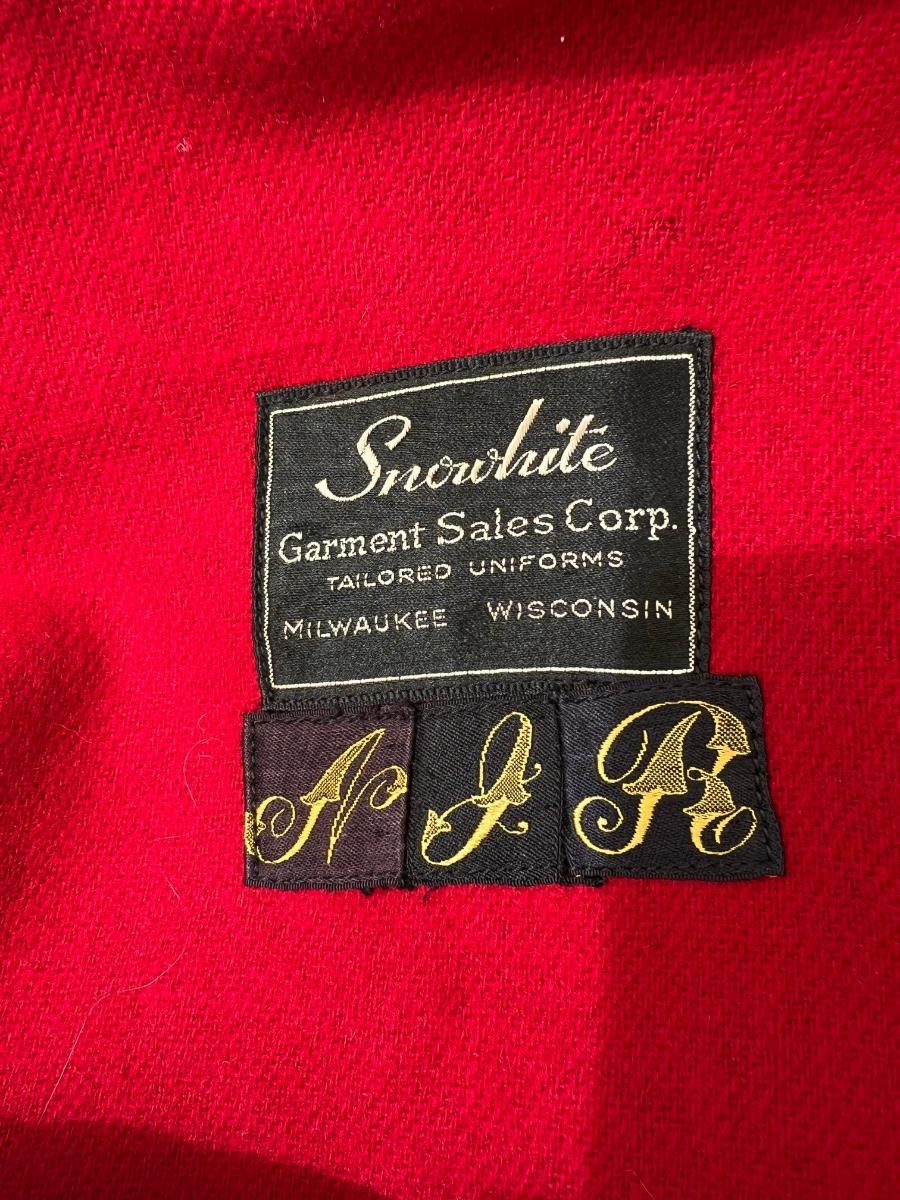 Snowhite
Garment Sales Corp.
TAILORED UNIFORMS
MILWAUKEE WISCONSIN
N J R